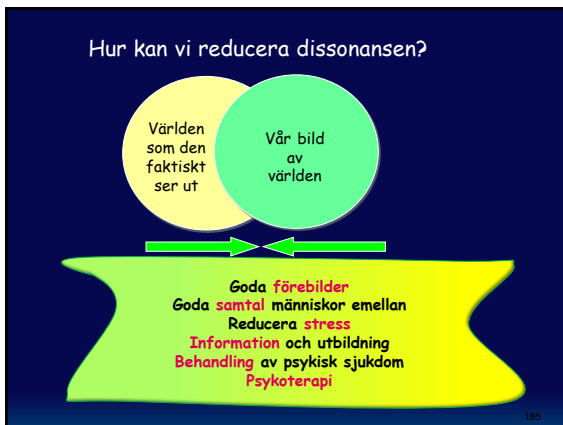 Hur kan vi reducera dissonansen?
Världen
som den
faktiskt
ser ut
Vår bild
av
världen
Goda förebilder
Goda samtal människor emellan
Reducera stress
Information och utbildning
Behandling av psykisk sjukdom
Psykoterapi
185